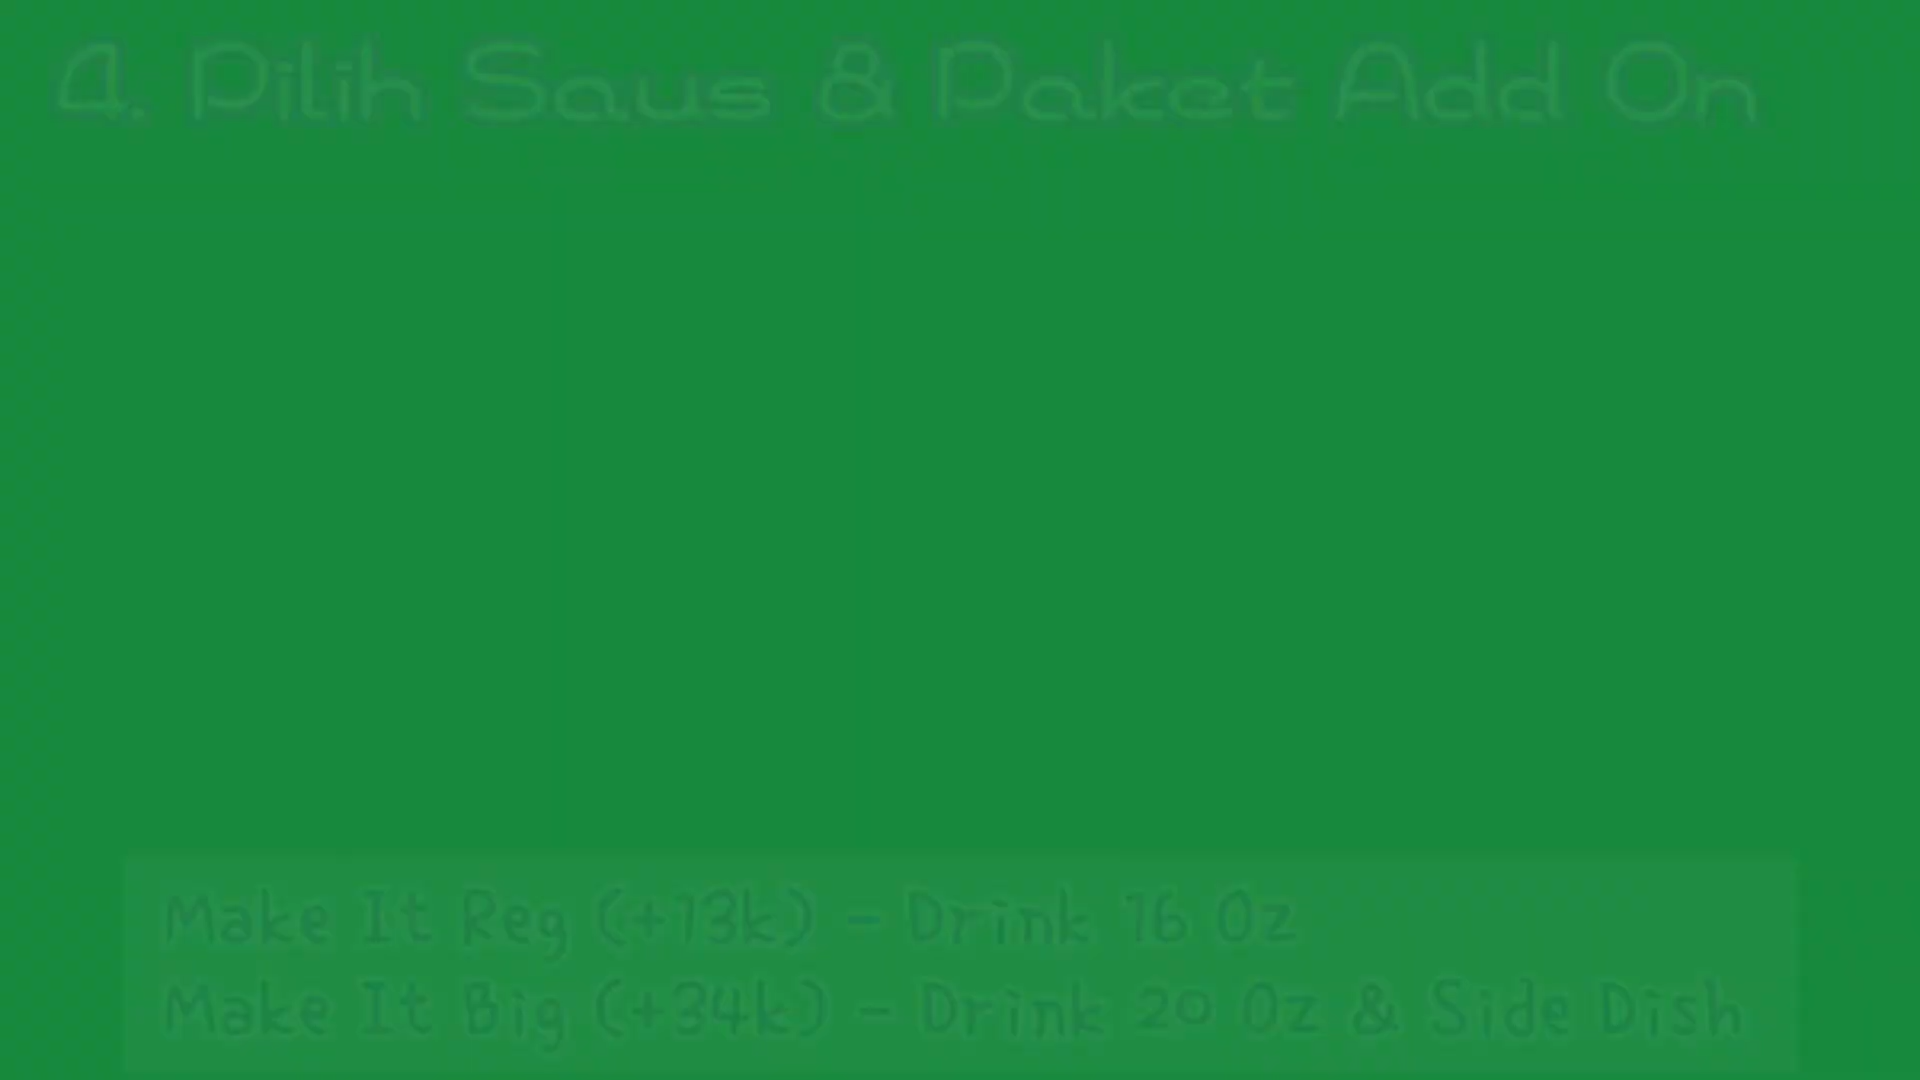 4. Pilih Saus & Paket Add On
Make It Reg (+13k) - Drink 16 Oz
Make It Big (+34k) - Drink 20 Oz & Side Dish